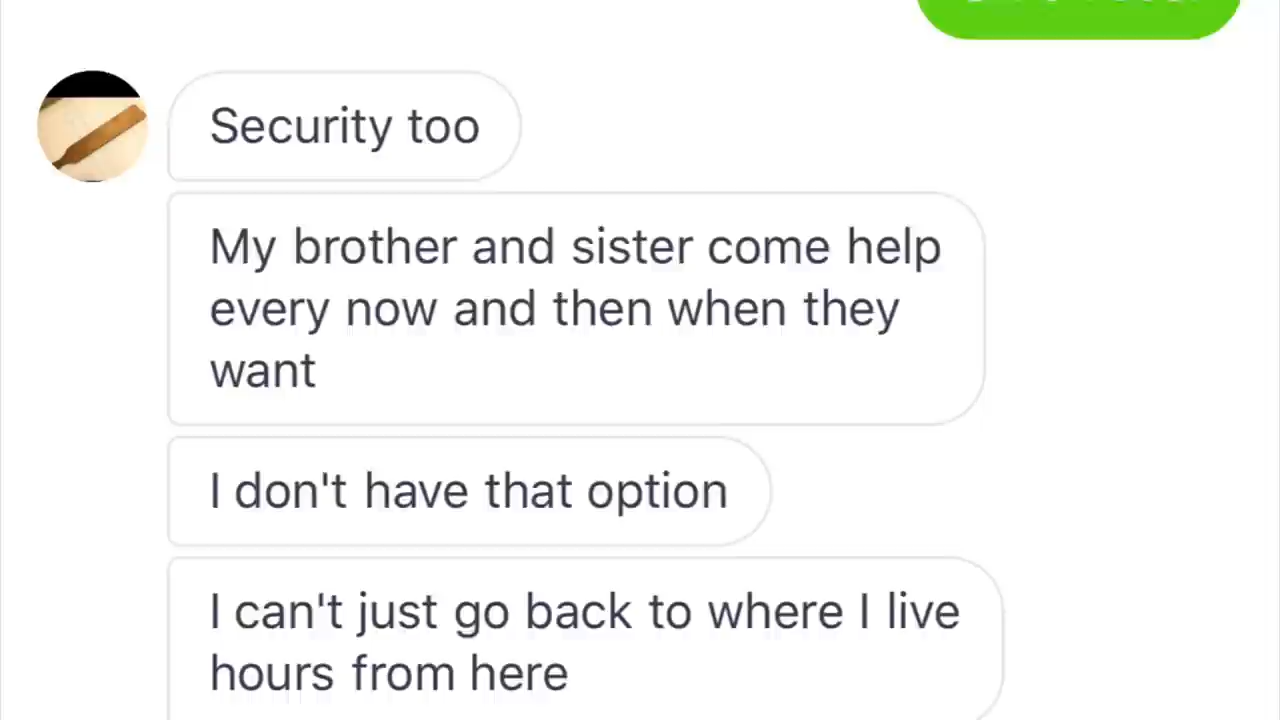 Security too
My brother and sister come help
every now and then when they
want
I don't have that option
I can't just go back to where I live
hours from here